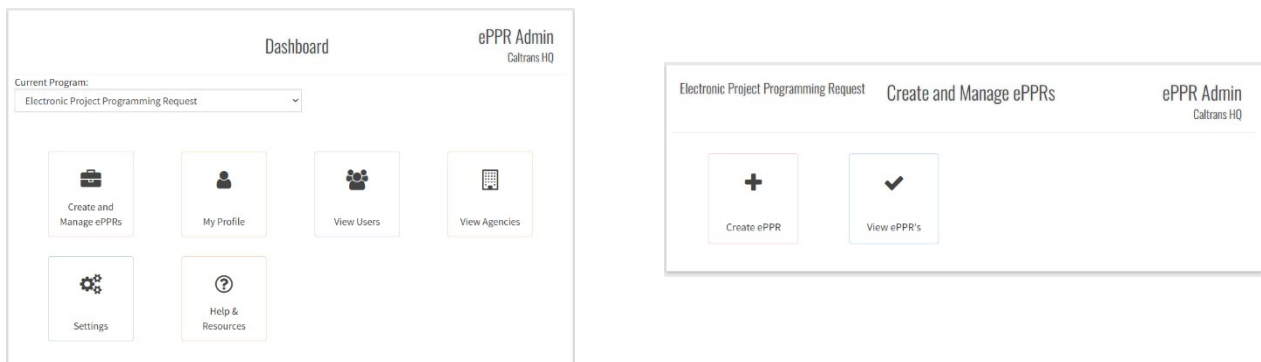 Dashboard
ePPR Admin
Caltrans HQ
Current Program:
Electronic Project Programming Request
Create and
Manage ePPRs
My Profile
View Users
View Agencies
Settings
Help &
Resources
Electronic Project Programming Request
Create and Manage ePPRs
ePPR Admin
Caltrans HQ
Create ePPR
View ePPR's